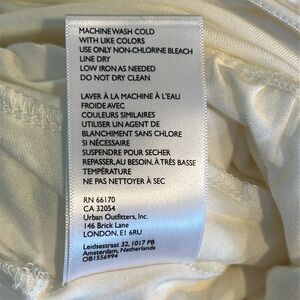 MACHINE WASH COLD
WITH LIKE COLORS
USE ONLY NON-CHLORINE BLEACH
LINE DRY
LOW IRON AS NEEDED
DO NOT DRY CLEAN
LAVER À LA MACHINE À L'EAU
FROIDE AVEC
COULEURS SIMILAIRES
UTILISER UN AGENT DE
BLANCHIMENT SANS CHLORE
SI NÉCESSAIRE
SUSPENDRE POUR SECHER
REPASSER, AU BESOIN, À TRÈS BASSE
TEMPÉRATURE
NE PAS NETTOYER À SEC
RN 66170
CA 32054
Urban Outfitters, Inc.
146 Brick Lane
LONDON, E1 6RU
Leidsestraat 32, 1017 PB
Amsterdam, Netherlands
OB1556994